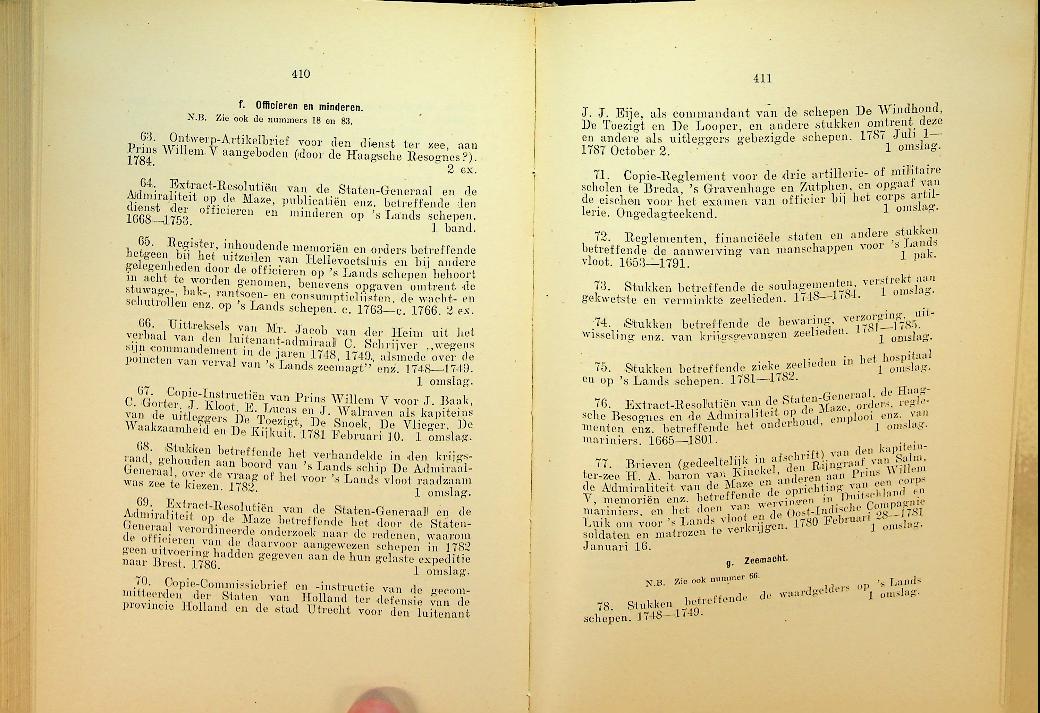 410
f. Officieren en minderen.
N.B. Zie ook de nummers 18 en 83.
63. Ontwerp-Artikelbrief voor den dienst ter zee, aan
Prins Willem V aangeboden (door de Haagsche Besognes?).
1784.
2 ex.
64. Extract-Resolutiën van de Staten-Generaal en de
Admiraliteit op de Maze, publicatiën enz. betreffende den
dienst der officieren en minderen op 's Lands schepen.
1668—1753.
1 band.
65. Register, inhoudende memoriën en orders betreffende
hetgeen bij het uitzeilen van Hellevoetsluis en bij andere
gelegenheden door de officieren op 's Lands schepen behoort
in acht te worden genomen, benevens opgaven omtrent de
stuwage-, bak-, rantsoen- en consumptielijsten, de wacht- en
schutrollen enz. op 's Lands schepen. c. 1763—c. 1766. 2 ex.
66. Uittreksels van Mr. Jacob van der Heim uit het
verbaal van den luitenant-admiraal C. Schrijver „wegens
sijn commandement in de jaren 1748, 1749, alsmede over de
poincten van verval van 's Lands zeemagt” enz. 1748—1749.
1 omslag.
67. Copie-Instructiën van Prins Willem V voor J. Baak,
C. Gorter, J. Kloot, E. Lucas en J. Walraven als kapiteins
van de uitleggers De Toezigt, De Snoek, De Vlieger, De
Waakzaamheid en De Kijkuit. 1781 Februari 10. 1 omslag.
68. Stukken betreffende het verhandelde in den krijgs-
raad, gehouden aan boord van 's Lands schip De Admiraal-
Generaal, over de vraag of het voor 's Lands vloot raadzaam
was zee te kiezen. 1782.
1 omslag.
69. Extract-Resolutiën van de Staten-Generaal en de
Admiraliteit op de Maze betreffende het door de Staten-
Generaal verordineerde onderzoek naar de redenen, waarom
de officieren van de daarvoor aangewezen schepen in 1782
geen uitvoering hadden gegeven aan de hun gelaste expeditie
naar Brest. 1786.
1 omslag.
70. Copie-Commissiebrief en -instructie van de gecom-
mitteerden der Staten van Holland ter defensie van de
provincie Holland en de stad Utrecht voor den luitenant
411
J. J. Eije, als commandant van de schepen De Windhond,
De Toezigt en De Looper, en andere stukken omtrent deze
en andere als uitleggers gebezigde schepen. 1787 Juli 1—
1787 October 2.
1 omslag.
71. Copie-Reglement voor de drie artillerie- of militaire
scholen te Breda, 's Gravenhage en Zutphen, en opgaaf van
de eischen voor het examen van officier bij het corps artil-
lerie. Ongedagteekend.
1 omslag.
72. Reglementen, financiëele staten en andere stukken
betreffende de aanwerving van manschappen voor 's Lands
vloot. 1653—1791.
1 pak.
73. Stukken betreffende de soulagementen, verstrekt aan
gekwetste en verminkte zeelieden. 1748—1784. 1 omslag.
74. Stukken betreffende de bewaring, verzorging, uit-
wisseling enz. van krijgsgevangen zeelieden. 1781—1785.
1 omslag.
75. Stukken betreffende zieke zeelieden in het hospitaal
en op 's Lands schepen. 1781—1782.
1 omslag.
76. Extract-Resolutiën van de Staten-Generaal, de Haag-
sche Besognes en de Admiraliteit op de Maze, orders, regle-
menten enz. betreffende het onderhoud, emplooi enz. van
mariniers. 1665—1801.
1 omslag.
77. Brieven (gedeeltelijk in afschrift) van den kapitein-
ter-zee H. A. baron van Kinckel, den Rijngraaf van Salm,
de Admiraliteit van de Maze en anderen aan Prins Willem
V, memoriën enz. betreffende de oprichting van een corps
mariniers, en het doen van wervingen in Duitschland en
Luik om voor 's Lands vloot en de Oost-Indische Compagnie
soldaten en matrozen te verkrijgen. 1780 Februari 28—1781
Januari 16.
1 omslag.
g. Zeemacht.
N.B. Zie ook nummer 66.
78. Stukken betreffende de waardgelders op 's Lands
schepen. 1748—1749.
1 omslag.